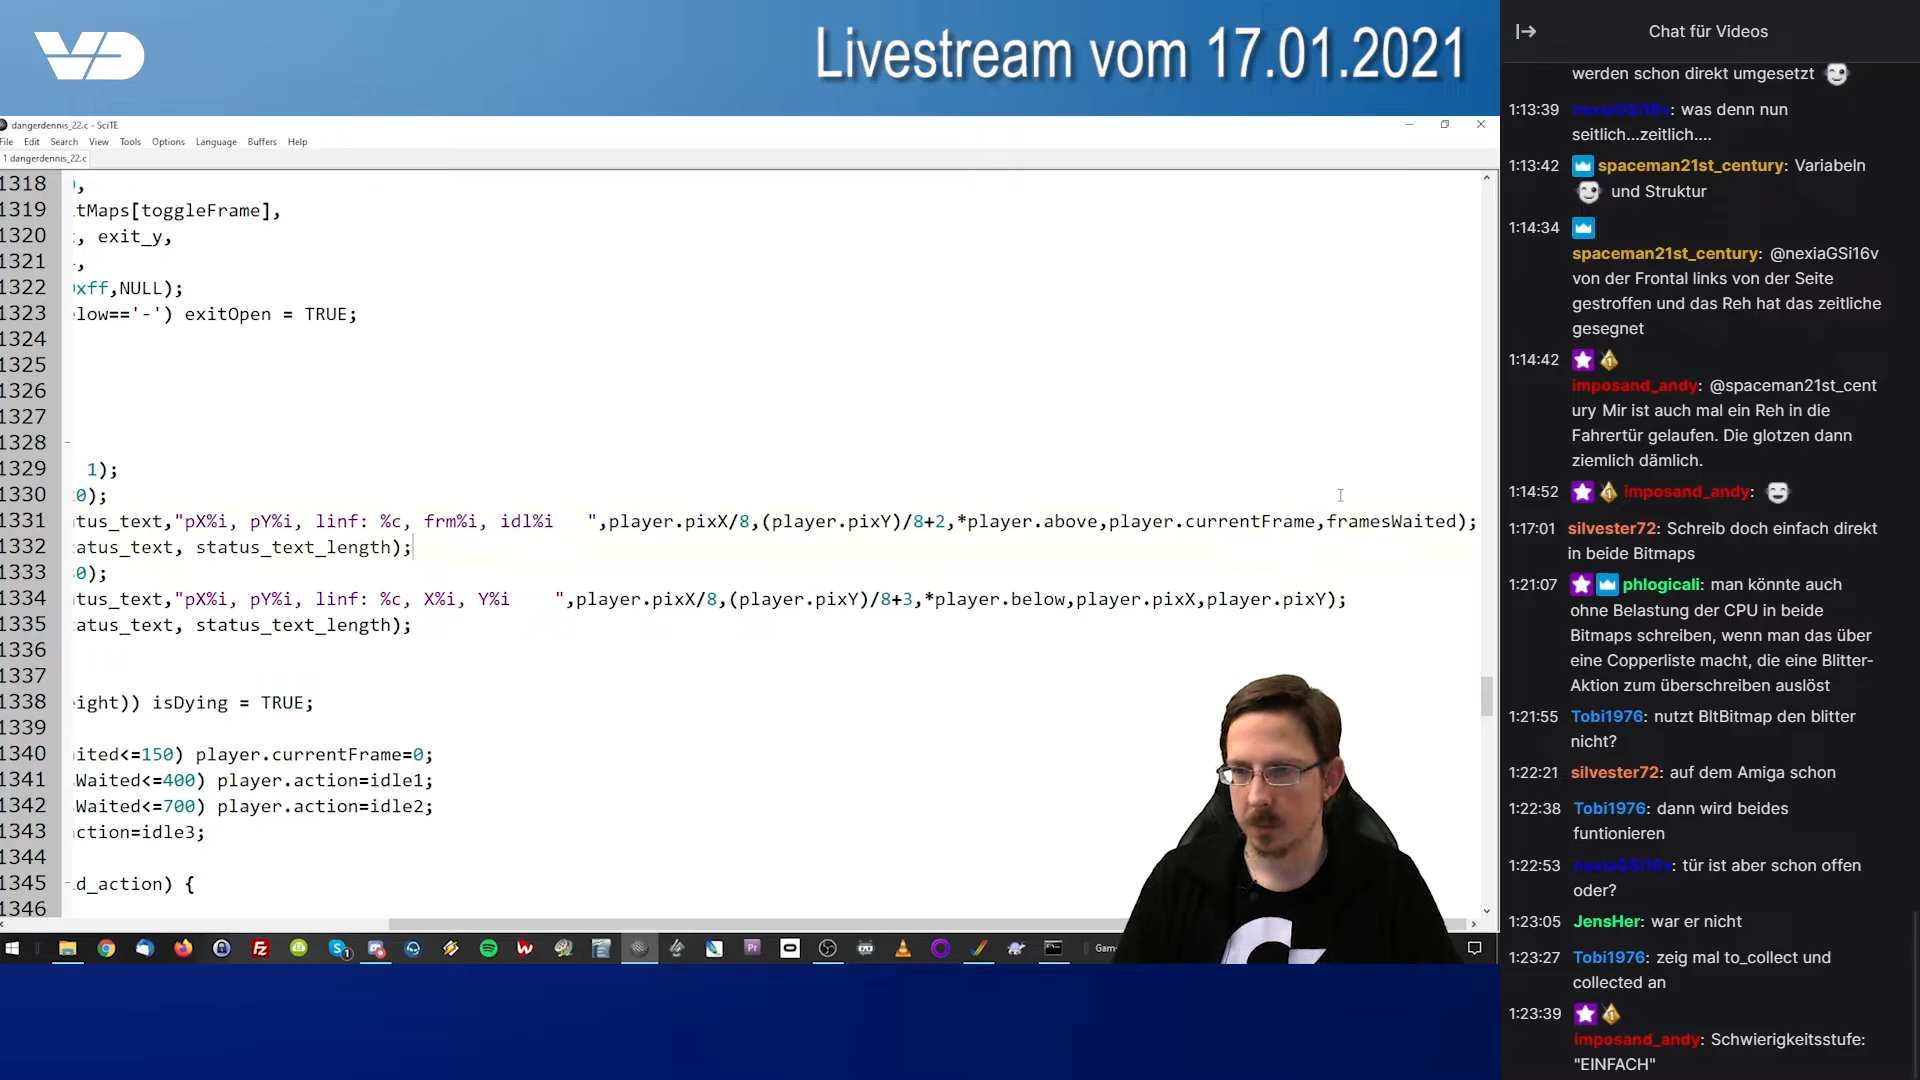 VD
Livestream vom 17.01.2021
dangerdennis_22.c - SciTE
File Edit Search View Tools Options Language Buffers Help
1 dangerdennis_22.c
1318 ,
1319 tMaps[toggleFrame],
1320 , exit_y,
1321 ,
1322 xff,NULL);
1323 low=='-') exitOpen = TRUE;
1324
1325
1326
1327
1328
1329 1);
1330 0);
1331 tus_text,"pX%i, pY%i, linf: %c, frm%i, idl%i   ",player.pixX/8,(player.pixY)/8+2,*player.above,player.currentFrame,framesWaited);
1332 atus_text, status_text_length);
1333 0);
1334 tus_text,"pX%i, pY%i, linf: %c, X%i, Y%i    ",player.pixX/8,(player.pixY)/8+3,*player.below,player.pixX,player.pixY);
1335 atus_text, status_text_length);
1336
1337
1338 ight)) isDying = TRUE;
1339
1340 ited<=150) player.currentFrame=0;
1341 Waited<=400) player.action=idle1;
1342 Waited<=700) player.action=idle2;
1343 ction=idle3;
1344
1345 d_action) {
1346
Gam
Chat für Videos
werden schon direkt umgesetzt
1:13:39 nexiaGSi16v: was denn nun
seitlich...zeitlich....
1:13:42 spaceman21st_century: Variabeln
und Struktur
1:14:34
spaceman21st_century: @nexiaGSi16v
von der Frontal links von der Seite
gestroffen und das Reh hat das zeitliche
gesegnet
1:14:42
imposand_andy: @spaceman21st_cent
ury Mir ist auch mal ein Reh in die
Fahrertür gelaufen. Die glotzen dann
ziemlich dämlich.
1:14:52 imposand_andy:
1:17:01 silvester72: Schreib doch einfach direkt
in beide Bitmaps
1:21:07 phlogicali: man könnte auch
ohne Belastung der CPU in beide
Bitmaps schreiben, wenn man das über
eine Copperliste macht, die eine Blitter-
Aktion zum überschreiben auslöst
1:21:55 Tobi1976: nutzt BltBitmap den blitter
nicht?
1:22:21 silvester72: auf dem Amiga schon
1:22:38 Tobi1976: dann wird beides
funtionieren
1:22:53 nexiaGSi16v: tür ist aber schon offen
oder?
1:23:05 JensHer: war er nicht
1:23:27 Tobi1976: zeig mal to_collect und
collected an
1:23:39
imposand_andy: Schwierigkeitsstufe:
"EINFACH"